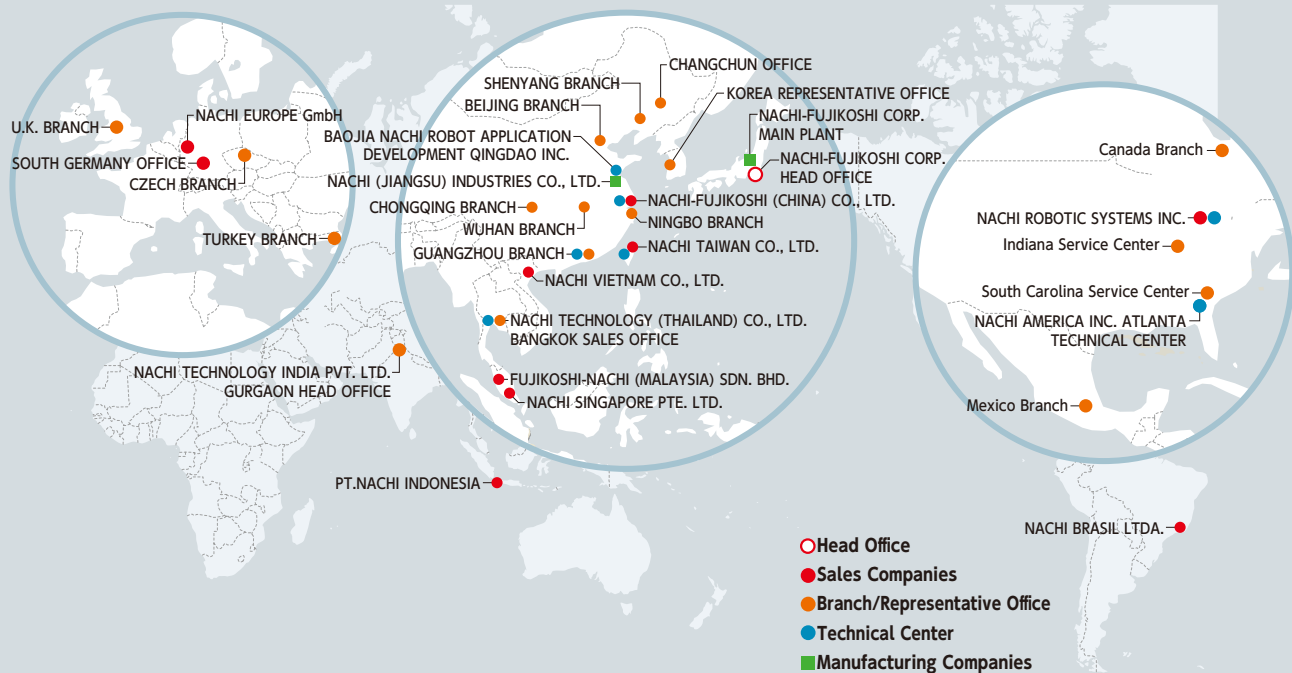 U.K. BRANCH
NACHI EUROPE GmbH
SOUTH GERMANY OFFICE
CZECH BRANCH
TURKEY BRANCH
NACHI TECHNOLOGY INDIA PVT. LTD.
GURGAON HEAD OFFICE
CHANGCHUN OFFICE
SHENYANG BRANCH
KOREA REPRESENTATIVE OFFICE
BEIJING BRANCH
NACHI-FUJIKOSHI CORP.
MAIN PLANT
BAOJIA NACHI ROBOT APPLICATION
DEVELOPMENT QINGDAO INC.
NACHI-FUJIKOSHI CORP.
HEAD OFFICE
NACHI (JIANGSU) INDUSTRIES CO., LTD.
NACHI-FUJIKOSHI (CHINA) CO., LTD.
CHONGQING BRANCH
NINGBO BRANCH
WUHAN BRANCH
NACHI TAIWAN CO., LTD.
GUANGZHOU BRANCH
NACHI VIETNAM CO., LTD.
NACHI TECHNOLOGY (THAILAND) CO., LTD.
BANGKOK SALES OFFICE
FUJIKOSHI-NACHI (MALAYSIA) SDN. BHD.
NACHI SINGAPORE PTE. LTD.
PT.NACHI INDONESIA
Canada Branch
NACHI ROBOTIC SYSTEMS INC.
Indiana Service Center
South Carolina Service Center
NACHI AMERICA INC. ATLANTA
TECHNICAL CENTER
Mexico Branch
NACHI BRASIL LTDA.
Head Office
Sales Companies
Branch/Representative Office
Technical Center
Manufacturing Companies